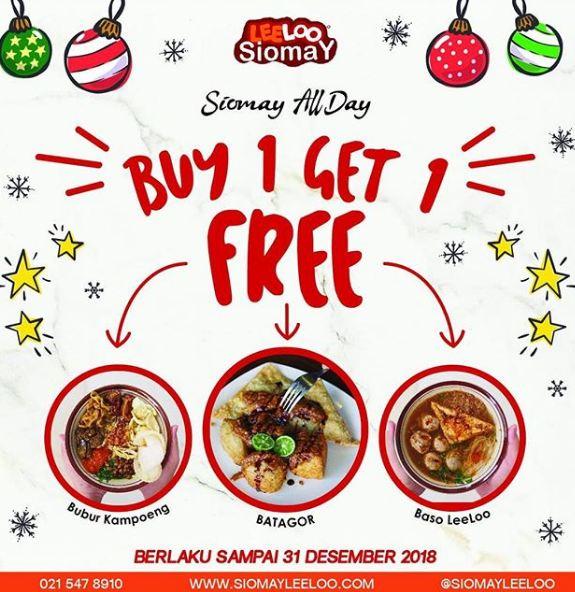 LEELOO
SiomaY
Siomay All Day
BUY 1 GET 1
FREE
Bubur Kampoeng
BATAGOR
Baso LeeLoo
BERLAKU SAMPAI 31 DESEMBER 2018
021 547 8910
WWW.SIOMAYLEELOO.COM
@SIOMAYLEELOO